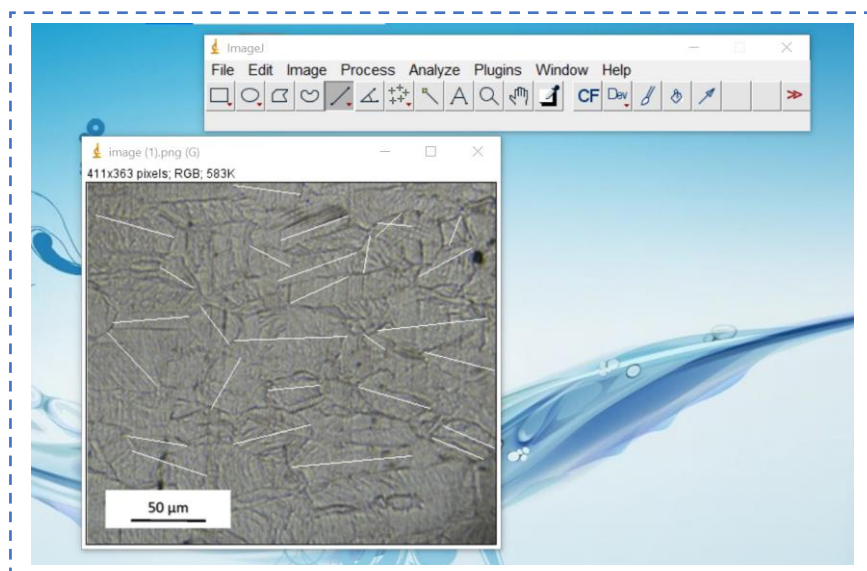 ImageJ
File Edit Image Process Analyze Plugins Window Help
CF Dev
image (1).png (G)
411x363 pixels; RGB; 583K
50 µm